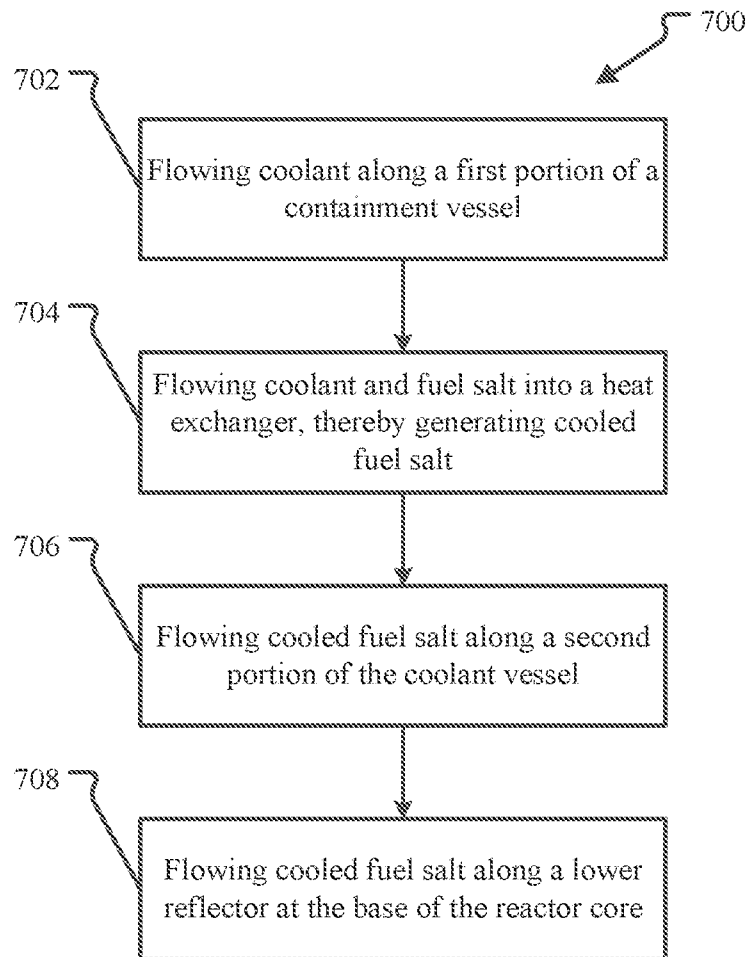 700
702
Flowing coolant along a first portion of a
containment vessel
704
Flowing coolant and fuel salt into a heat
exchanger, thereby generating cooled
fuel salt
706
Flowing cooled fuel salt along a second
portion of the coolant vessel
708
Flowing cooled fuel salt along a lower
reflector at the base of the reactor core